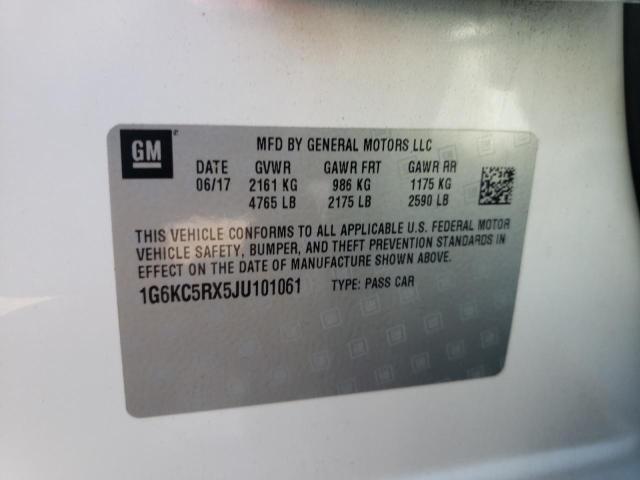 GM
MFD BY GENERAL MOTORS LLC
DATE GVWR GAWR FRT GAWR RR
06/17 2161 KG 986 KG 1175 KG
4765 LB 2175 LB 2590 LB
THIS VEHICLE CONFORMS TO ALL APPLICABLE U.S. FEDERAL MOTOR
VEHICLE SAFETY, BUMPER, AND THEFT PREVENTION STANDARDS IN
EFFECT ON THE DATE OF MANUFACTURE SHOWN ABOVE.
1G6KC5RX5JU101061 TYPE: PASS CAR